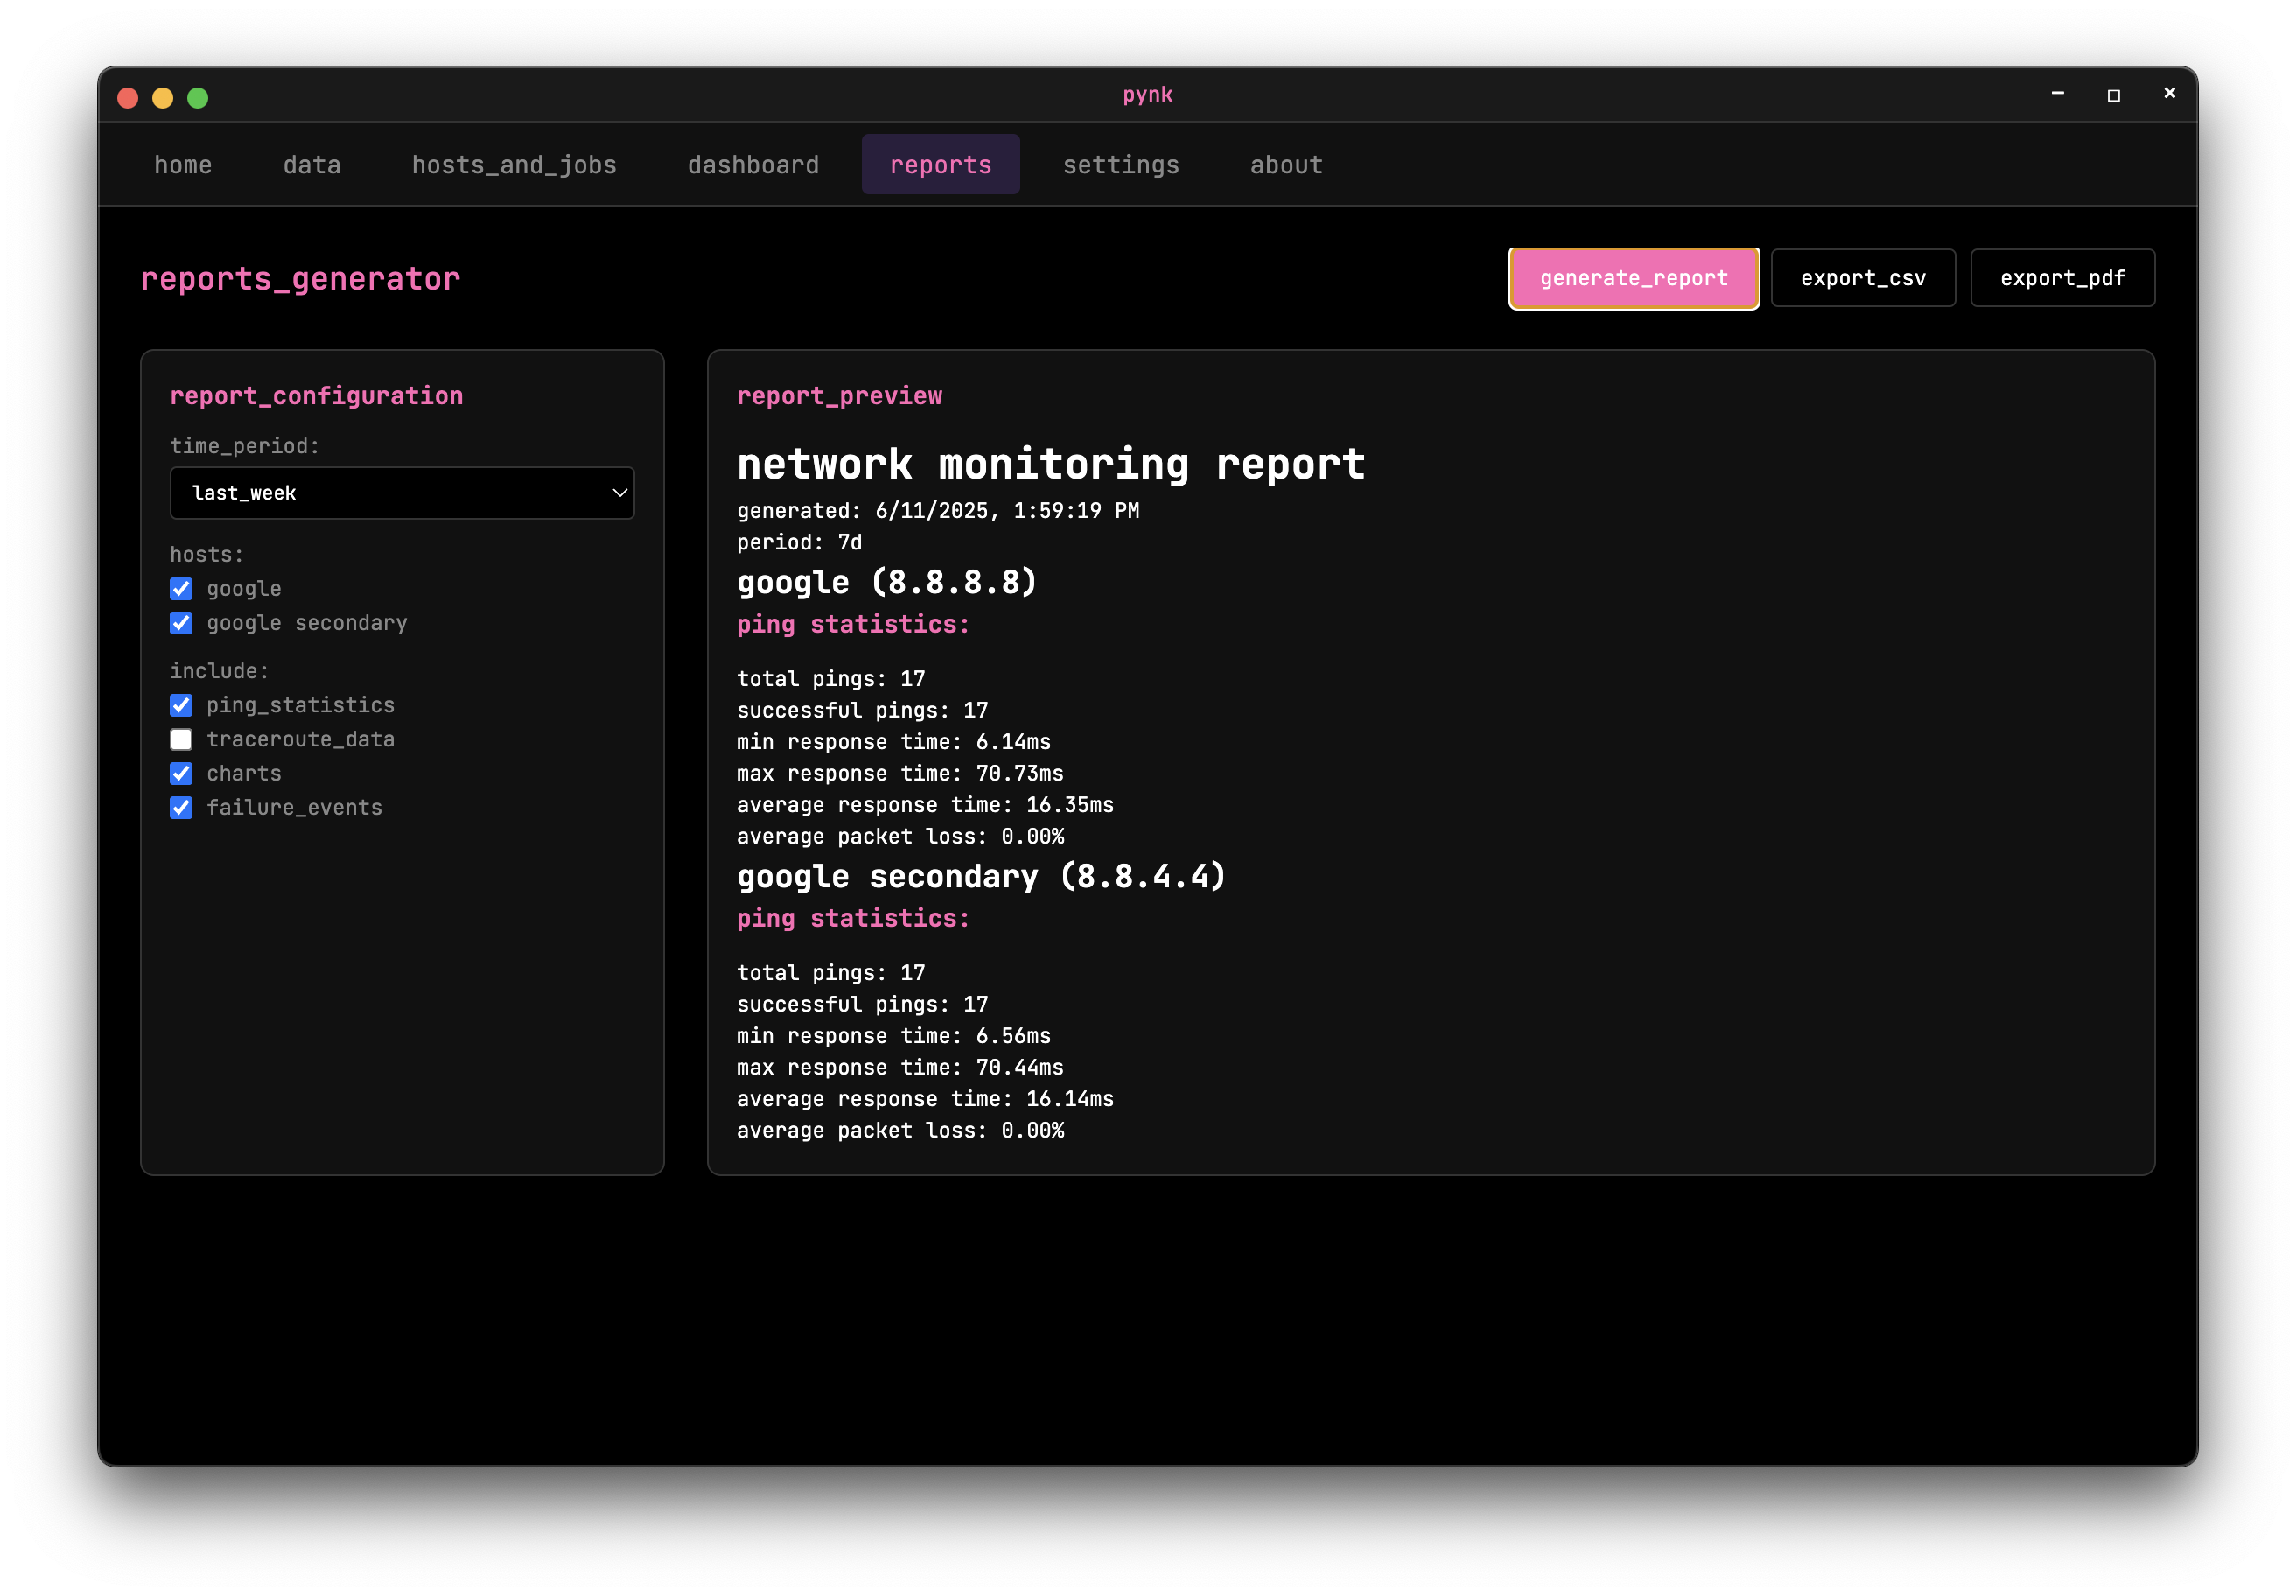 pynk
home data hosts_and_jobs dashboard reports settings about
reports_generator
generate_report export_csv export_pdf
report_configuration
time_period:
last_week
hosts:
google
google secondary
include:
ping_statistics
traceroute_data
charts
failure_events
report_preview
network monitoring report
generated: 6/11/2025, 1:59:19 PM
period: 7d
google (8.8.8.8)
ping statistics:
total pings: 17
successful pings: 17
min response time: 6.14ms
max response time: 70.73ms
average response time: 16.35ms
average packet loss: 0.00%
google secondary (8.8.4.4)
ping statistics:
total pings: 17
successful pings: 17
min response time: 6.56ms
max response time: 70.44ms
average response time: 16.14ms
average packet loss: 0.00%